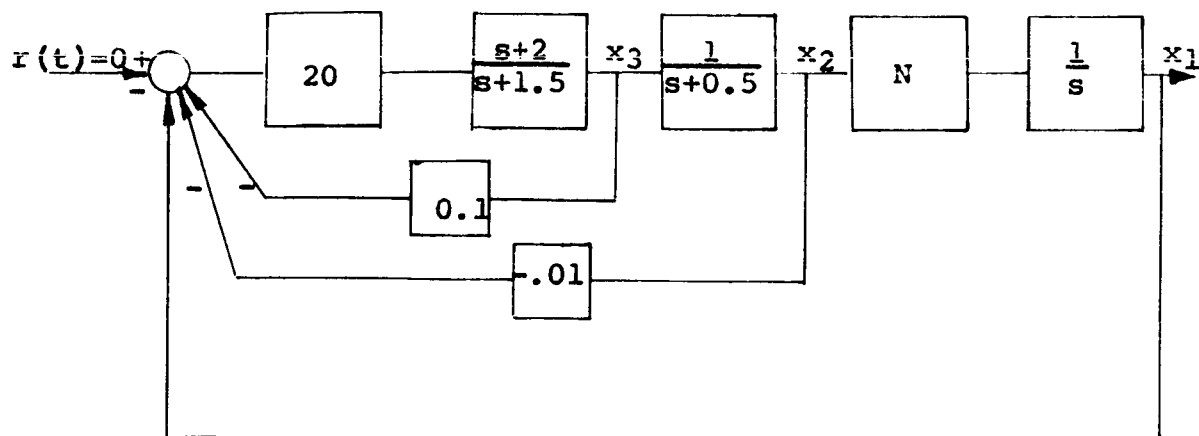 r(t)=0 +
-
20
s+2
s+1.5
x3
1
s+0.5
x2
N
1
s
x1
- -
0.1
-.01